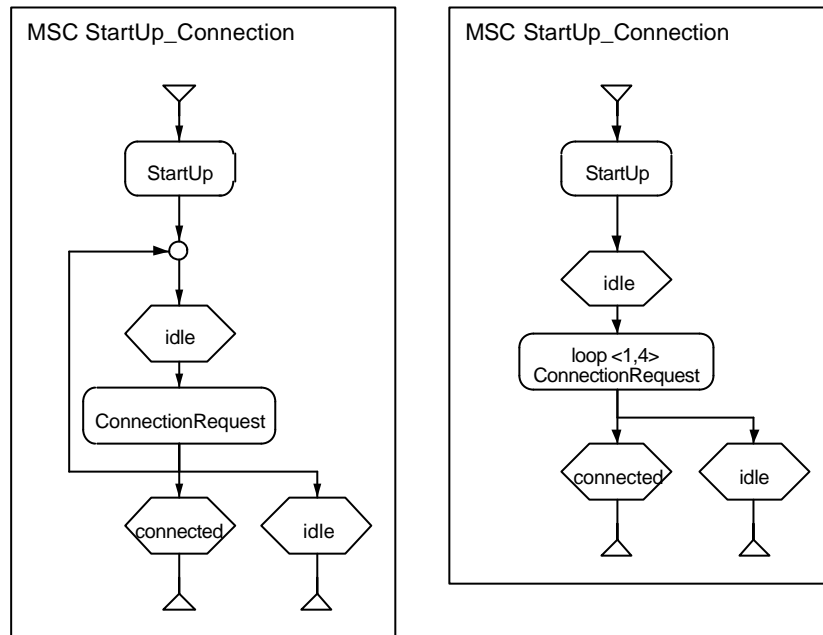 MSC StartUp_Connection
StartUp
idle
ConnectionRequest
connected
idle
MSC StartUp_Connection
StartUp
idle
loop <1,4>
ConnectionRequest
connected
idle